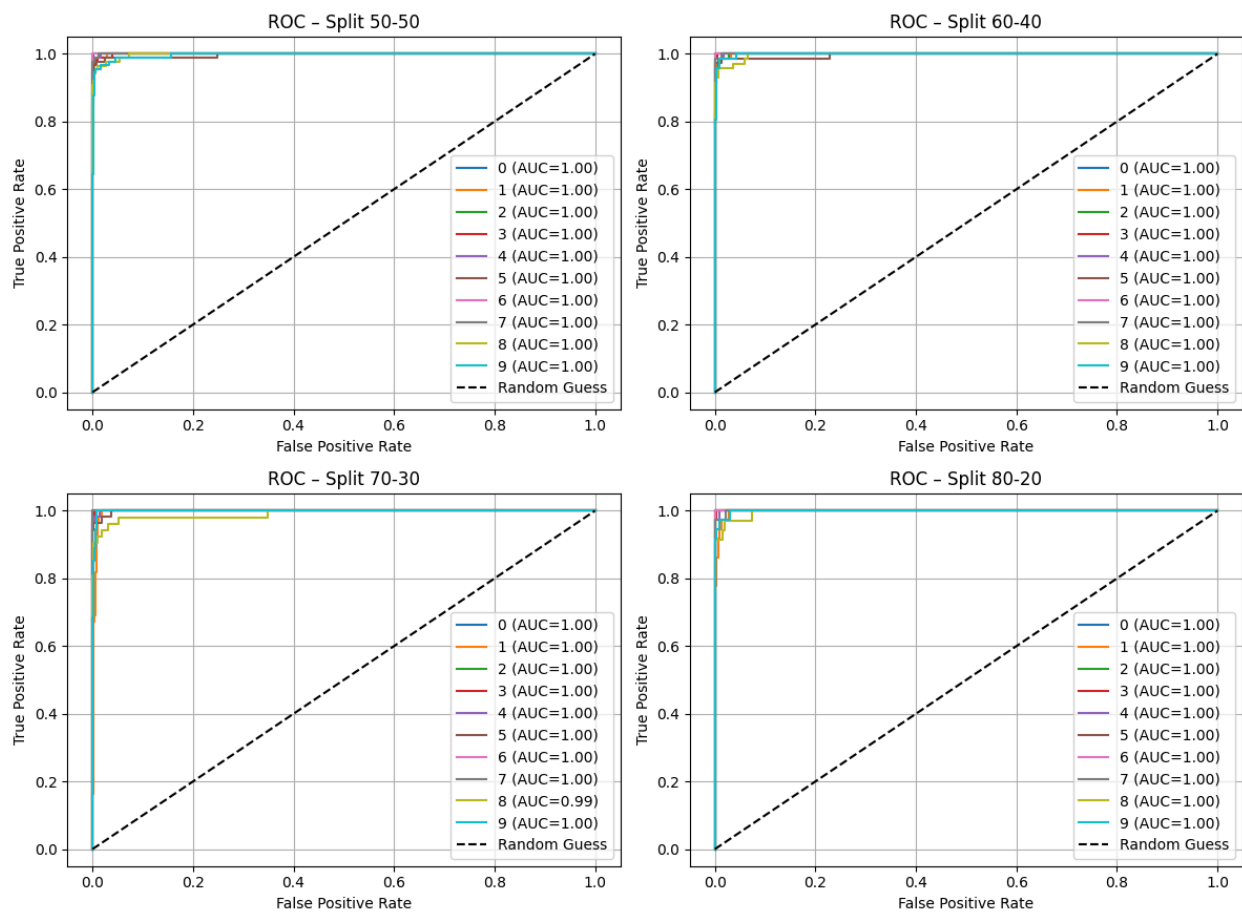 ROC – Split 50-50
True Positive Rate
1.0
0.8
0.6
0.4
0.2
0.0
0 (AUC=1.00)
1 (AUC=1.00)
2 (AUC=1.00)
3 (AUC=1.00)
4 (AUC=1.00)
5 (AUC=1.00)
6 (AUC=1.00)
7 (AUC=1.00)
8 (AUC=1.00)
9 (AUC=1.00)
Random Guess
0.0 0.2 0.4 0.6 0.8 1.0
False Positive Rate
ROC – Split 60-40
True Positive Rate
1.0
0.8
0.6
0.4
0.2
0.0
0 (AUC=1.00)
1 (AUC=1.00)
2 (AUC=1.00)
3 (AUC=1.00)
4 (AUC=1.00)
5 (AUC=1.00)
6 (AUC=1.00)
7 (AUC=1.00)
8 (AUC=1.00)
9 (AUC=1.00)
Random Guess
0.0 0.2 0.4 0.6 0.8 1.0
False Positive Rate
ROC – Split 70-30
True Positive Rate
1.0
0.8
0.6
0.4
0.2
0.0
0 (AUC=1.00)
1 (AUC=1.00)
2 (AUC=1.00)
3 (AUC=1.00)
4 (AUC=1.00)
5 (AUC=1.00)
6 (AUC=1.00)
7 (AUC=1.00)
8 (AUC=0.99)
9 (AUC=1.00)
Random Guess
0.0 0.2 0.4 0.6 0.8 1.0
False Positive Rate
ROC – Split 80-20
True Positive Rate
1.0
0.8
0.6
0.4
0.2
0.0
0 (AUC=1.00)
1 (AUC=1.00)
2 (AUC=1.00)
3 (AUC=1.00)
4 (AUC=1.00)
5 (AUC=1.00)
6 (AUC=1.00)
7 (AUC=1.00)
8 (AUC=1.00)
9 (AUC=1.00)
Random Guess
0.0 0.2 0.4 0.6 0.8 1.0
False Positive Rate